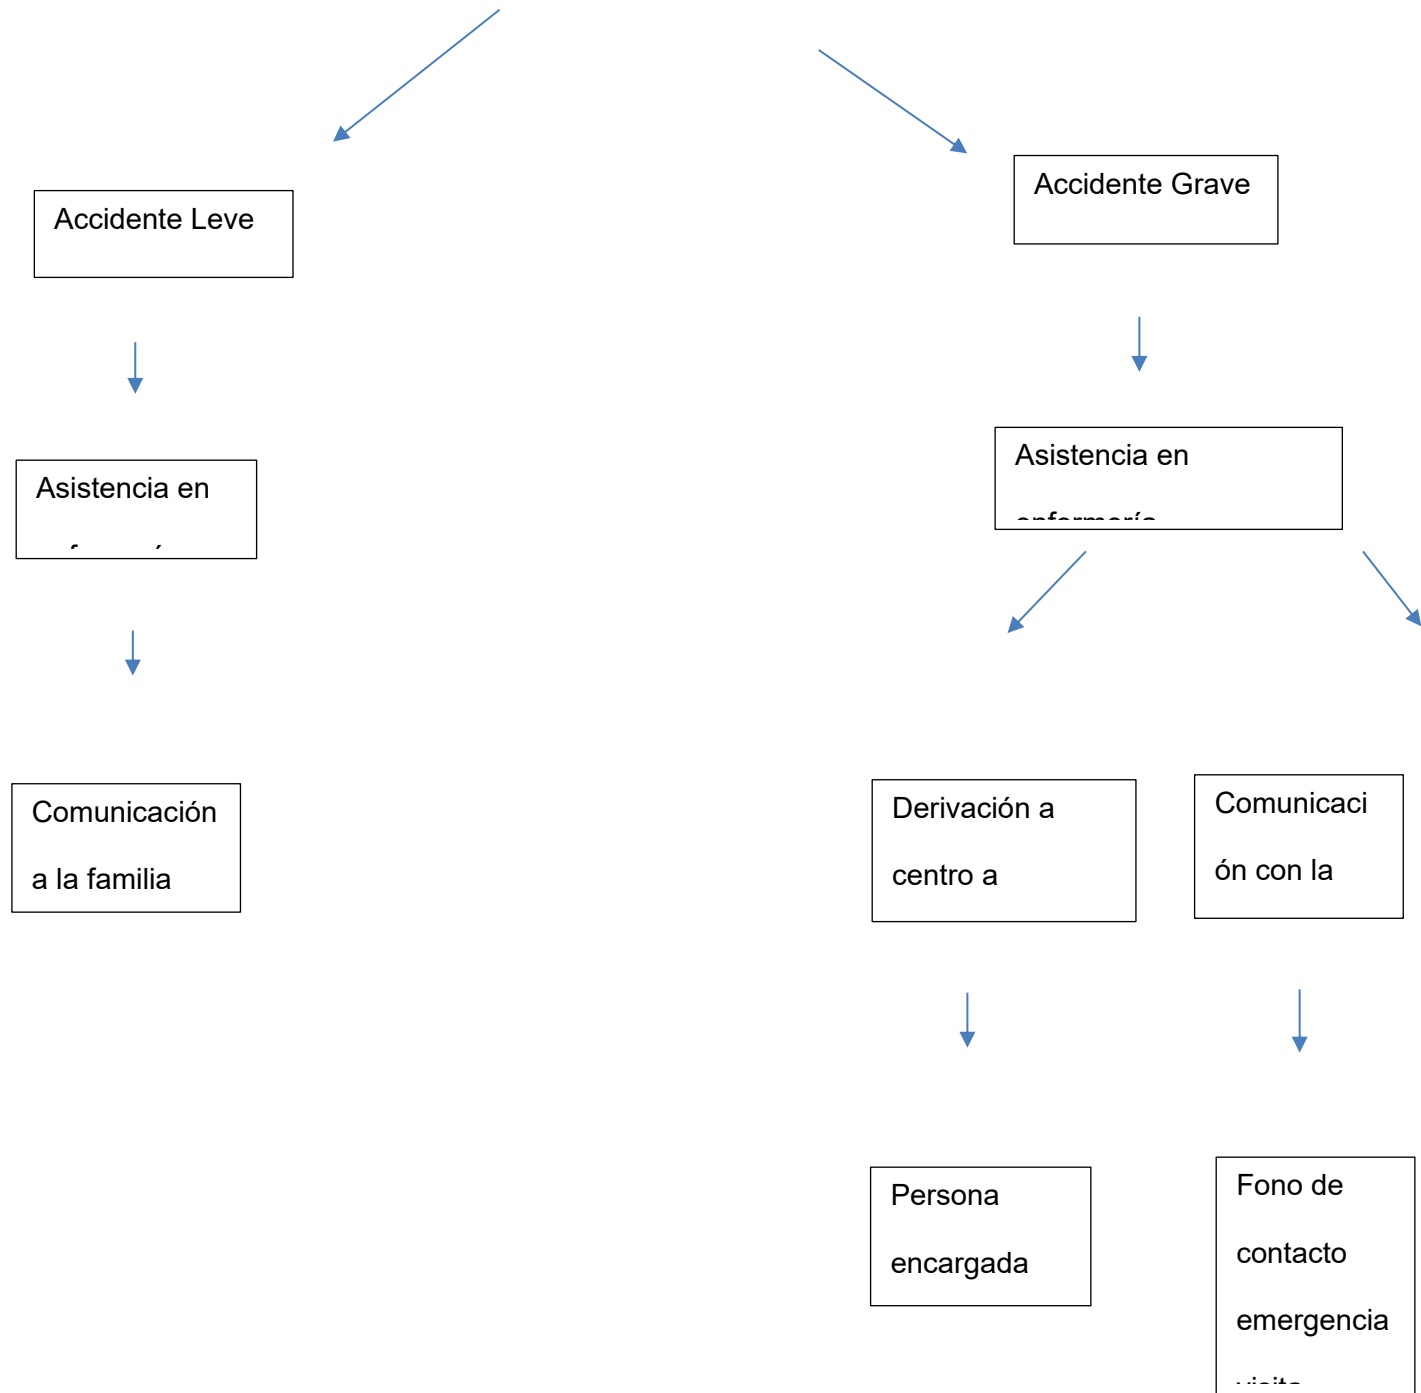 Accidente Leve
Accidente Grave
Asistencia en
Asistencia en
enfermería
Comunicación
a la familia
Derivación a
centro a
Comunicaci
ón con la
Persona
encargada
Fono de
contacto
emergencia